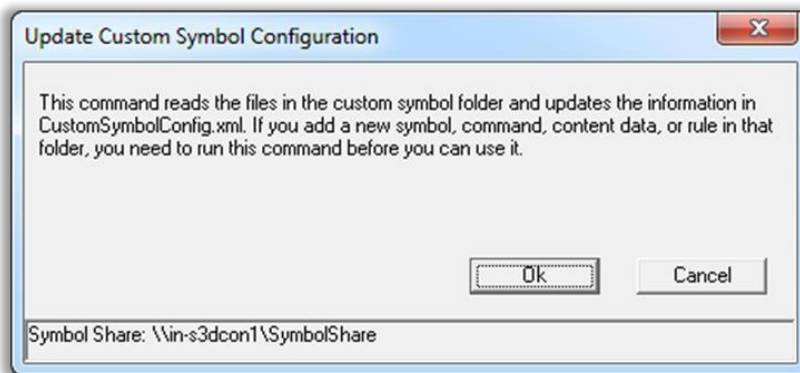 Update Custom Symbol Configuration
This command reads the files in the custom symbol folder and updates the information in
CustomSymbolConfig.xml. If you add a new symbol, command, content data, or rule in that
folder, you need to run this command before you can use it.
Ok
Cancel
Symbol Share: \\in-s3dcon1\SymbolShare